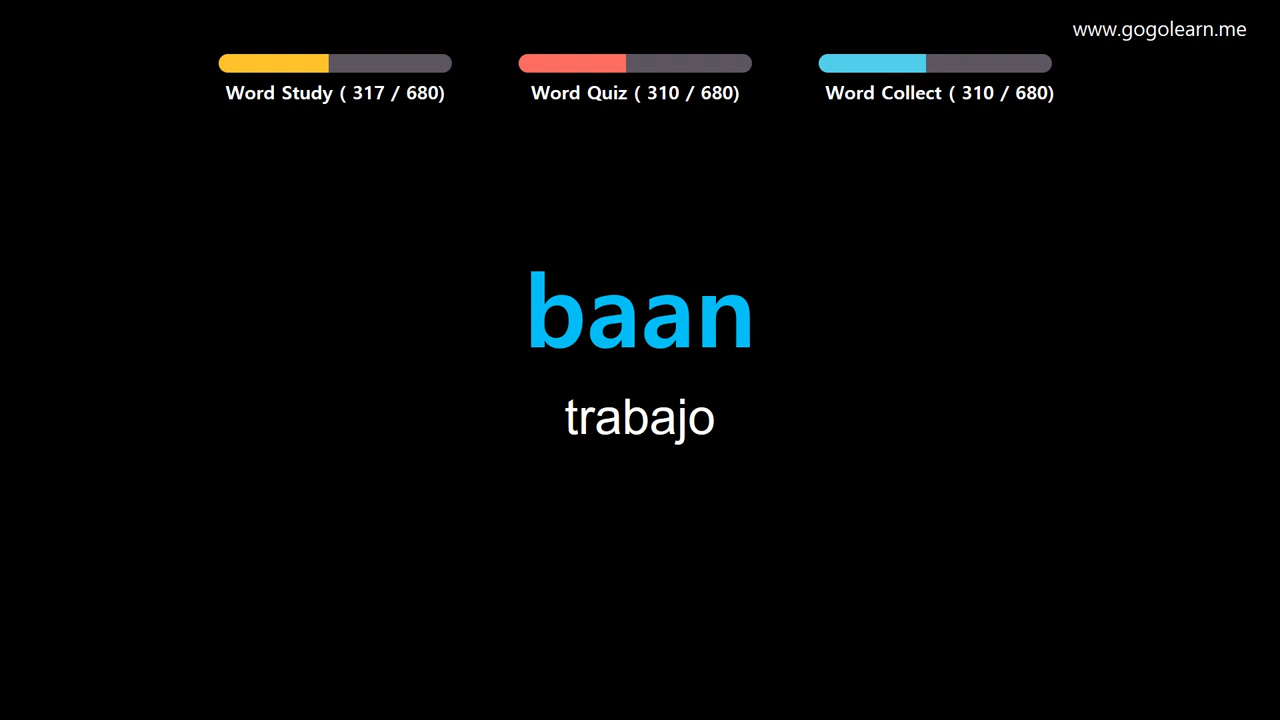 www.gogolearn.me
Word Study ( 317 / 680)
Word Quiz ( 310 / 680)
Word Collect ( 310 / 680)
baan
trabajo